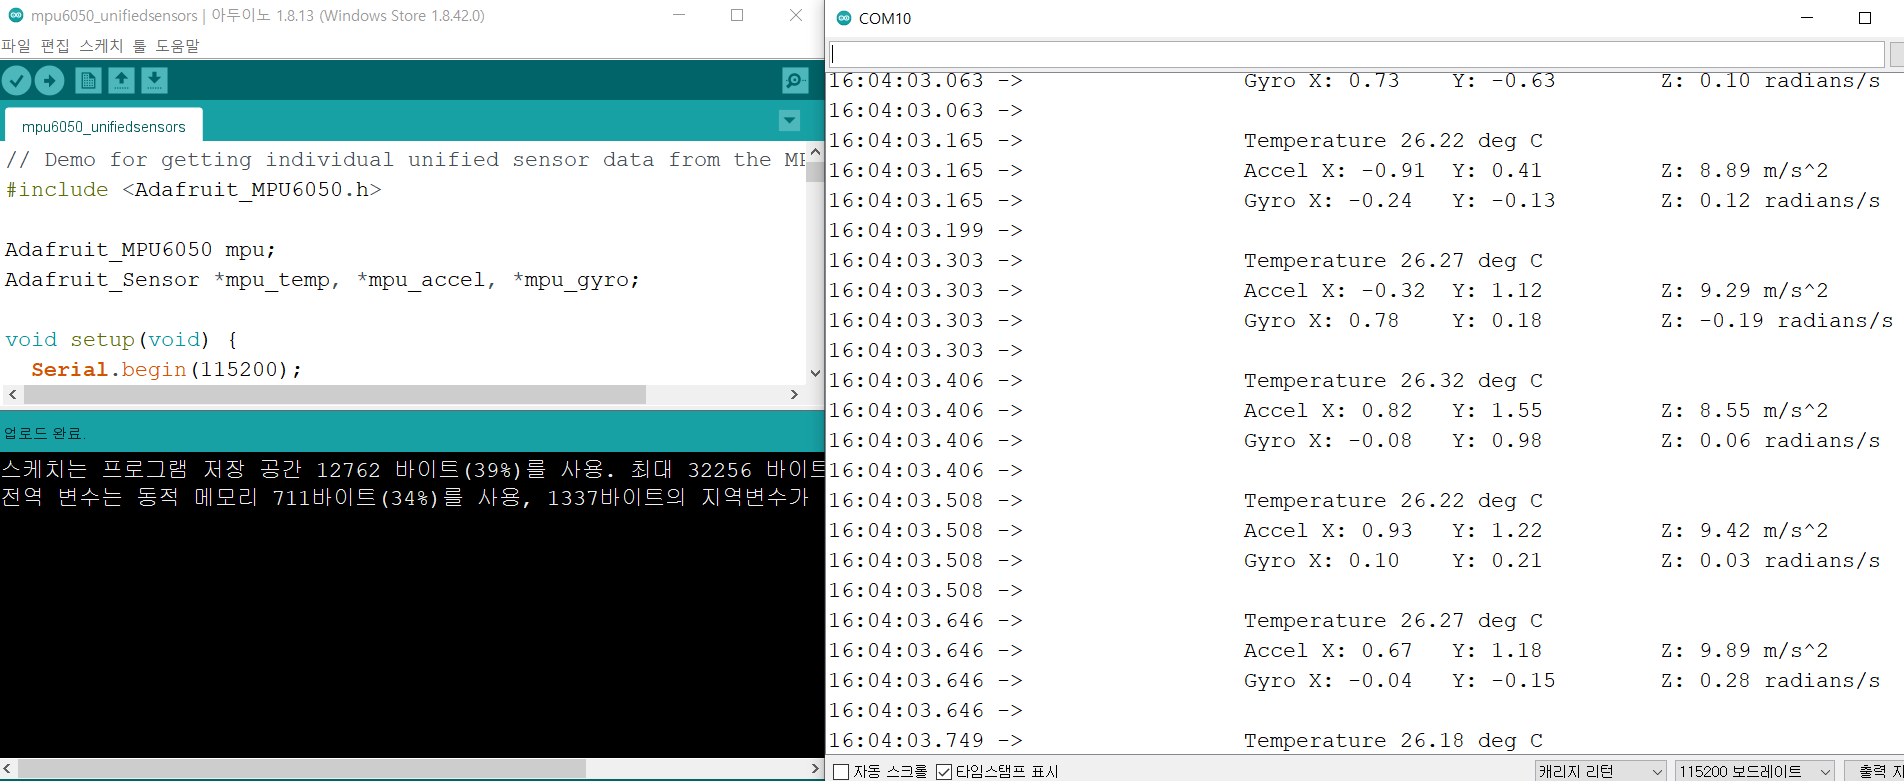 mpu6050_unifiedsensors | 아두이노 1.8.13 (Windows Store 1.8.42.0)
파일 편집 스케치 툴 도움말
mpu6050_unifiedsensors
// Demo for getting individual unified sensor data from the MP
#include <Adafruit_MPU6050.h>
Adafruit_MPU6050 mpu;
Adafruit_Sensor *mpu_temp, *mpu_accel, *mpu_gyro;
void setup(void) {
Serial.begin(115200);
업로드 완료.
스케치는 프로그램 저장 공간 12762 바이트(39%)를 사용. 최대 32256 바이트
전역 변수는 동적 메모리 711바이트(34%)를 사용, 1337바이트의 지역변수가
COM10
16:04:03.063 -> Gyro X: 0.73 Y: -0.63 Z: 0.10 radians/s
16:04:03.063 ->
16:04:03.165 -> Temperature 26.22 deg C
16:04:03.165 -> Accel X: -0.91 Y: 0.41 Z: 8.89 m/s^2
16:04:03.165 -> Gyro X: -0.24 Y: -0.13 Z: 0.12 radians/s
16:04:03.199 ->
16:04:03.303 -> Temperature 26.27 deg C
16:04:03.303 -> Accel X: -0.32 Y: 1.12 Z: 9.29 m/s^2
16:04:03.303 -> Gyro X: 0.78 Y: 0.18 Z: -0.19 radians/s
16:04:03.303 ->
16:04:03.406 -> Temperature 26.32 deg C
16:04:03.406 -> Accel X: 0.82 Y: 1.55 Z: 8.55 m/s^2
16:04:03.406 -> Gyro X: -0.08 Y: 0.98 Z: 0.06 radians/s
16:04:03.406 ->
16:04:03.508 -> Temperature 26.22 deg C
16:04:03.508 -> Accel X: 0.93 Y: 1.22 Z: 9.42 m/s^2
16:04:03.508 -> Gyro X: 0.10 Y: 0.21 Z: 0.03 radians/s
16:04:03.508 ->
16:04:03.646 -> Temperature 26.27 deg C
16:04:03.646 -> Accel X: 0.67 Y: 1.18 Z: 9.89 m/s^2
16:04:03.646 -> Gyro X: -0.04 Y: -0.15 Z: 0.28 radians/s
16:04:03.646 ->
16:04:03.749 -> Temperature 26.18 deg C
자동 스크롤 타임스탬프 표시 캐리지 리턴 115200 보드레이트 출력